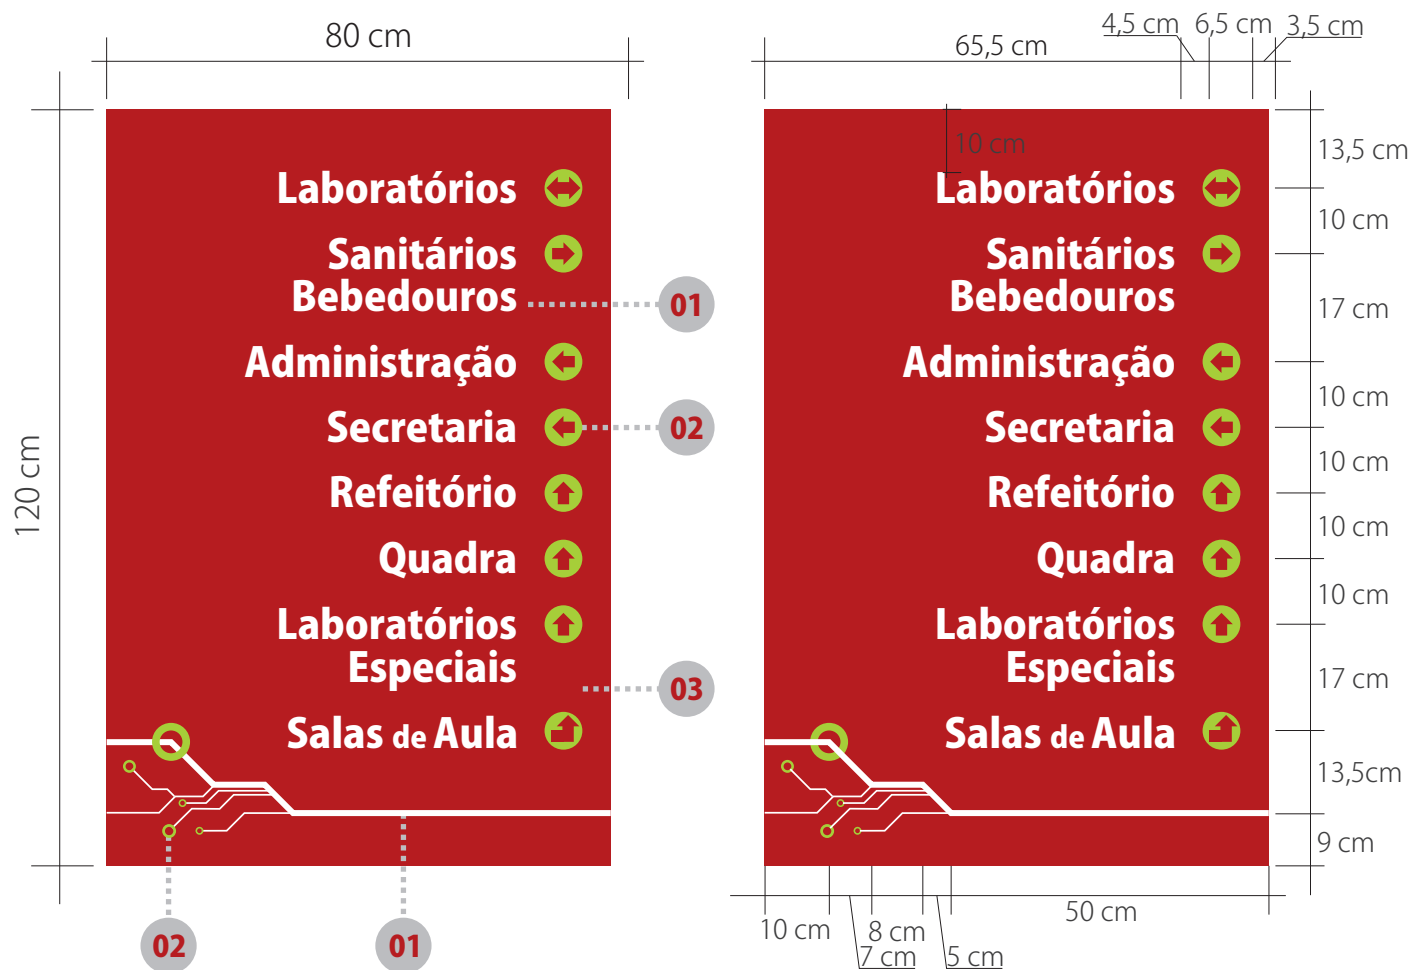 80 cm
120 cm
Laboratórios
Sanitários
Bebedouros
Administração
Secretaria
Refeitório
Quadra
Laboratórios
Especiais
Salas de Aula
01
02
03
02
01
65,5 cm
4,5 cm
6,5 cm
3,5 cm
10 cm
Laboratórios
Sanitários
Bebedouros
Administração
Secretaria
Refeitório
Quadra
Laboratórios
Especiais
Salas de Aula
13,5 cm
10 cm
17 cm
10 cm
10 cm
10 cm
10 cm
17 cm
13,5cm
9 cm
10 cm
7 cm
8 cm
5 cm
50 cm